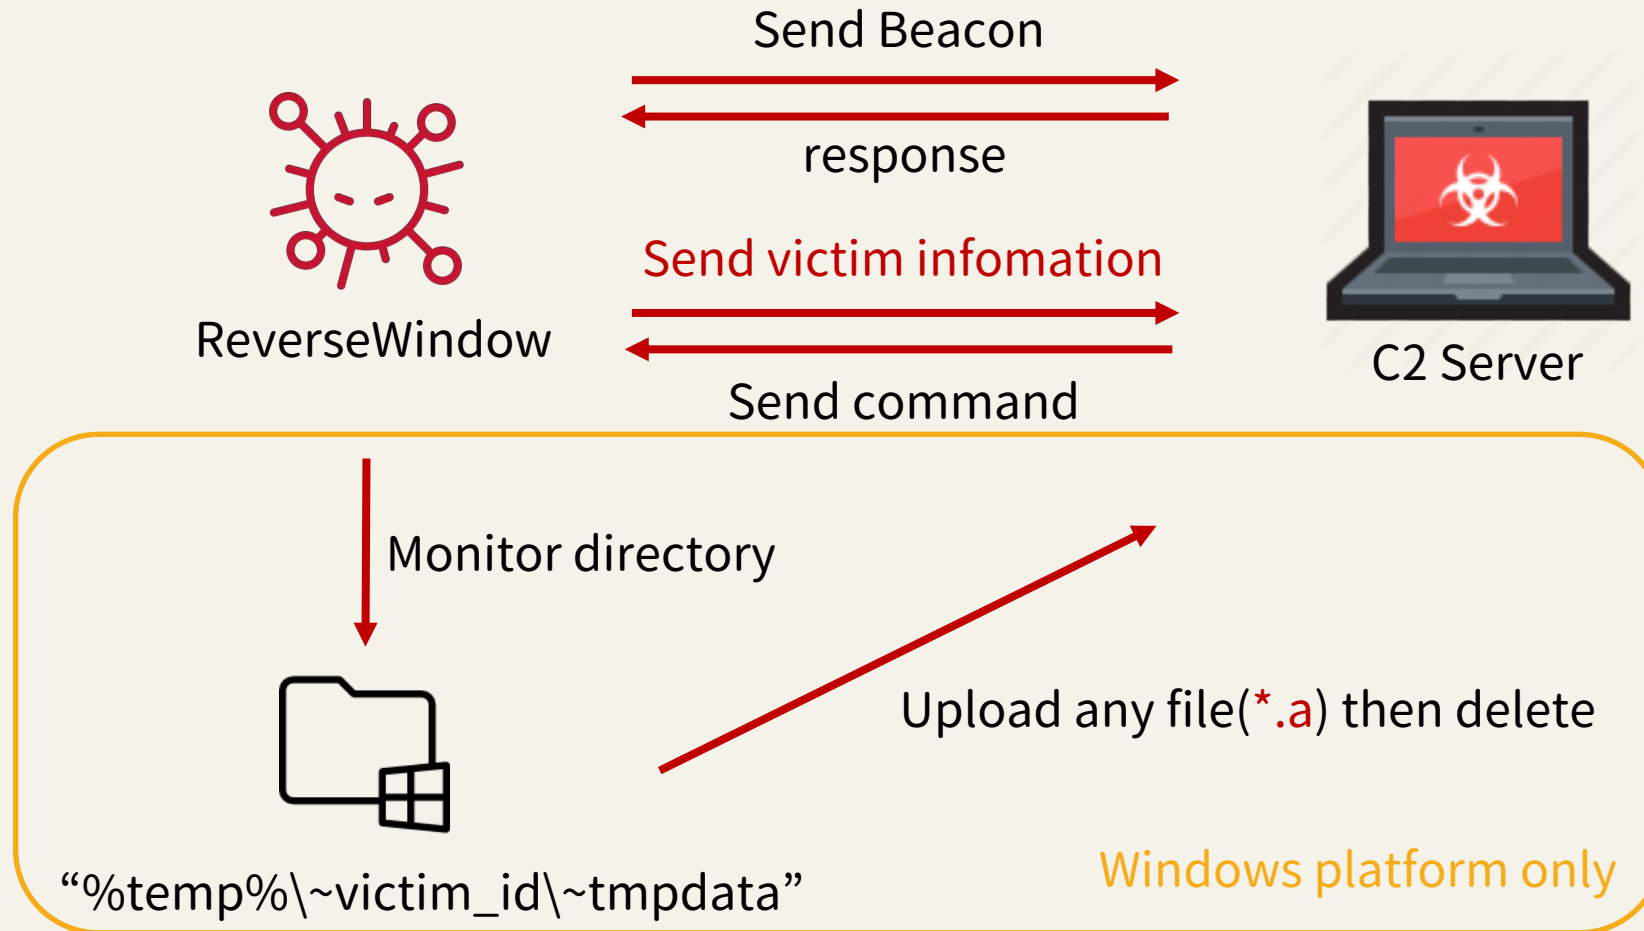 Send Beacon
response
Send victim infomation
ReverseWindow
C2 Server
Send command
Monitor directory
Upload any file(*.a) then delete
Windows platform only
“%temp%\~victim_id\~tmpdata”